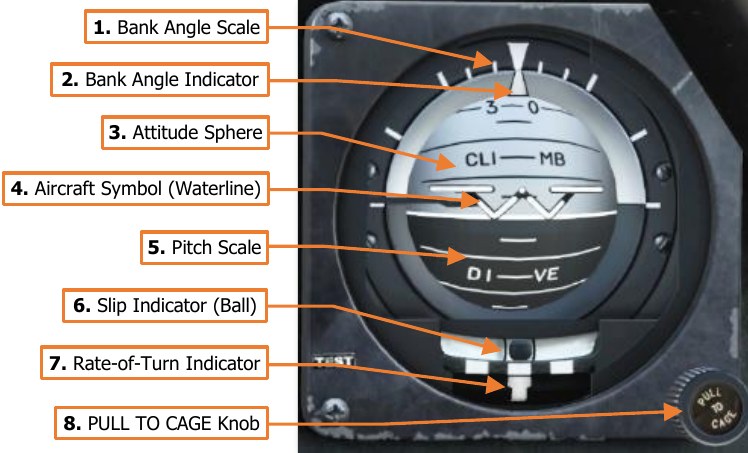 1. Bank Angle Scale
2. Bank Angle Indicator
3. Attitude Sphere
4. Aircraft Symbol (Waterline)
5. Pitch Scale
6. Slip Indicator (Ball)
7. Rate-of-Turn Indicator
8. PULL TO CAGE Knob
3 0
CLI MB
DI VE
TEST
PULL
TO
CAGE